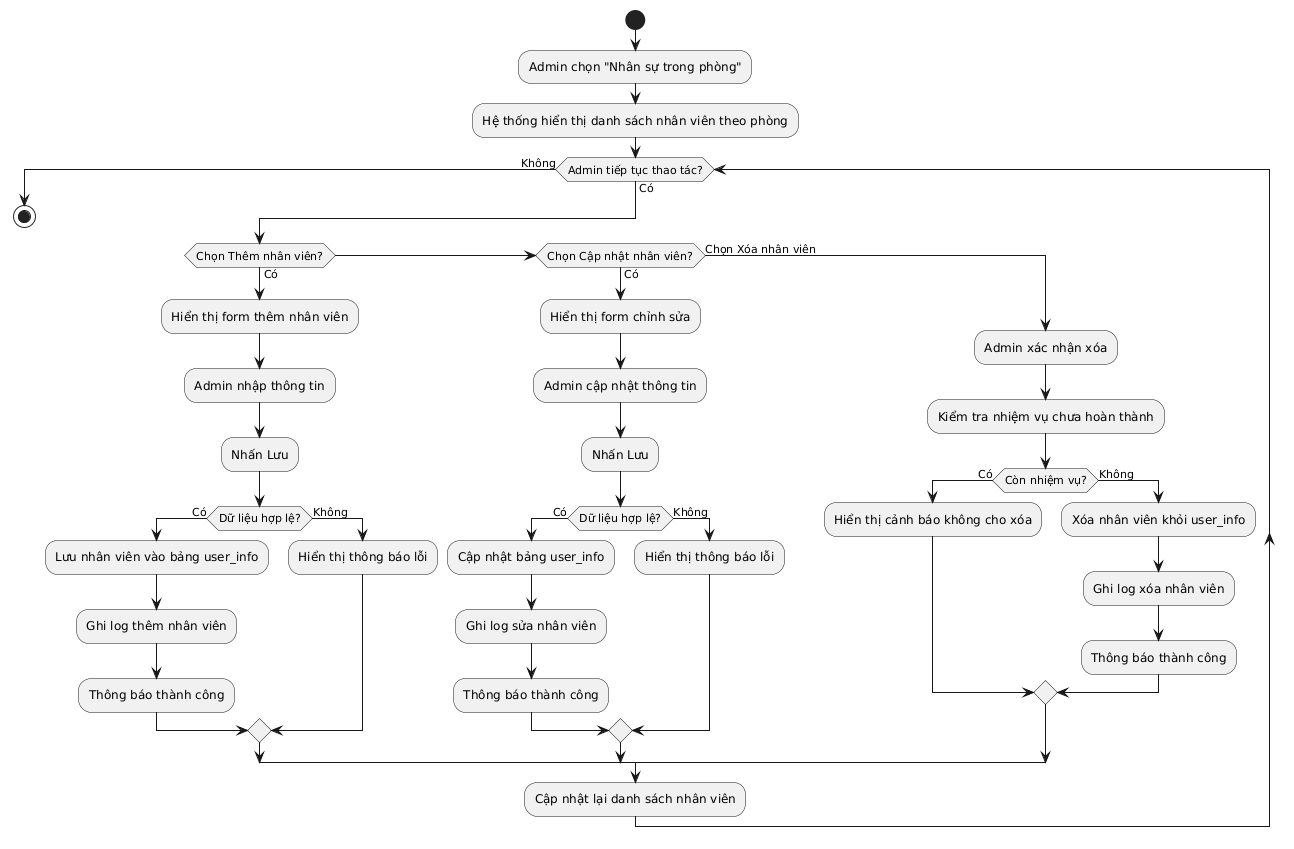 Admin chọn "Nhân sự trong phòng"
Hệ thống hiển thị danh sách nhân viên theo phòng
Không
Admin tiếp tục thao tác?
Có
Chọn Thêm nhân viên?
Có
Hiển thị form thêm nhân viên
Admin nhập thông tin
Nhấn Lưu
Có
Dữ liệu hợp lệ?
Không
Lưu nhân viên vào bảng user_info
Ghi log thêm nhân viên
Thông báo thành công
Hiển thị thông báo lỗi
Chọn Cập nhật nhân viên?
Có
Hiển thị form chỉnh sửa
Admin cập nhật thông tin
Nhấn Lưu
Có
Dữ liệu hợp lệ?
Không
Cập nhật bảng user_info
Ghi log sửa nhân viên
Thông báo thành công
Hiển thị thông báo lỗi
Chọn Xóa nhân viên
Admin xác nhận xóa
Kiểm tra nhiệm vụ chưa hoàn thành
Có
Còn nhiệm vụ?
Không
Hiển thị cảnh báo không cho xóa
Xóa nhân viên khỏi user_info
Ghi log xóa nhân viên
Thông báo thành công
Cập nhật lại danh sách nhân viên